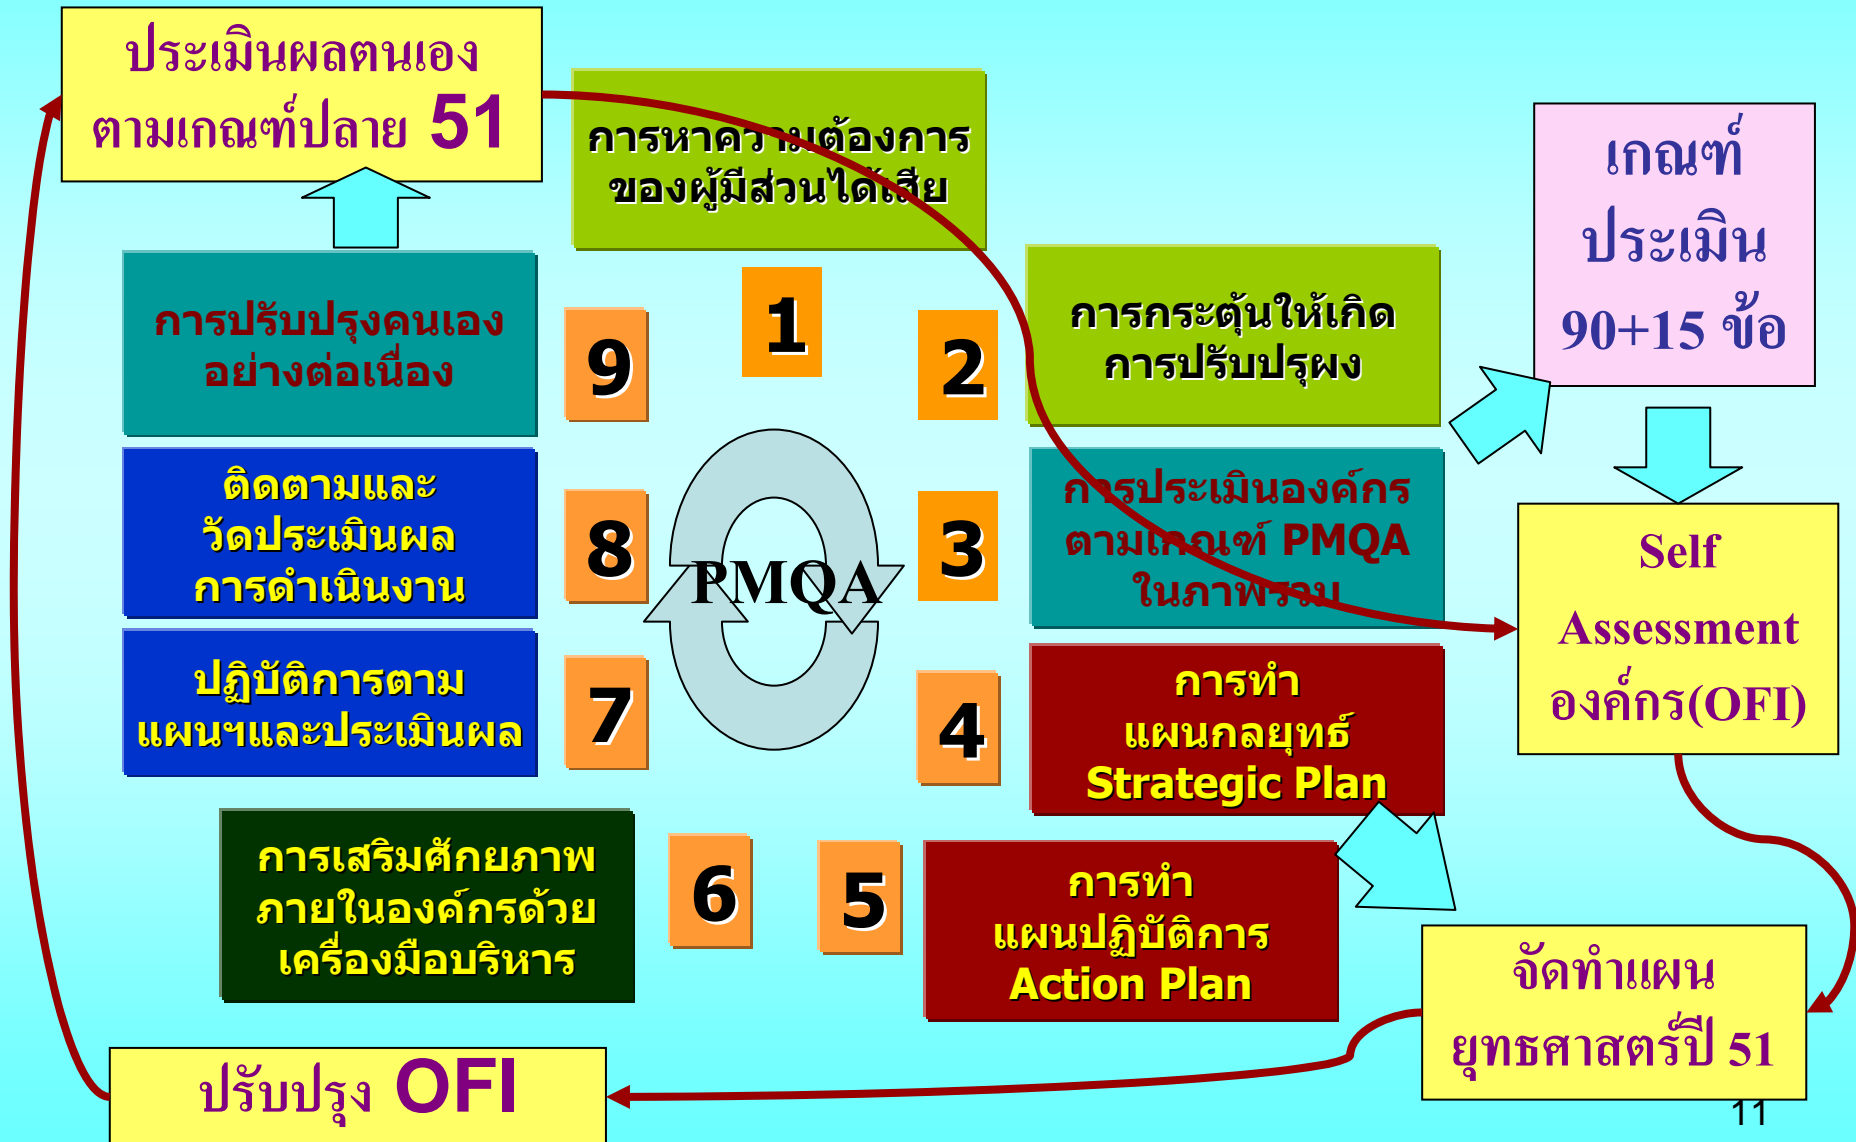 ประเมินผลตนเอง
ตามเกณฑ์ปลาย 51
การหาความต้องการ
ของผู้มีส่วนได้เสีย
1
การกระตุ้นให้เกิด
การปรับปรุผง
2
การประเมินองค์กร
ตามเกณฑ์ PMQA
ในภาพรวม
3
การทำ
แผนกลยุทธ์
Strategic Plan
4
การทำ
แผนปฏิบัติการ
Action Plan
5
การเสริมศักยภาพ
ภายในองค์กรด้วย
เครื่องมือบริหาร
6
ปฏิบัติการตาม
แผนฯและประเมินผล
7
ติดตามและ
วัดประเมินผล
การดำเนินงาน
8
การปรับปรุงคนเอง
อย่างต่อเนื่อง
9
PMQA
เกณฑ์
ประเมิน
90+15 ข้อ
Self
Assessment
องค์กร(OFI)
จัดทำแผน
ยุทธศาสตร์ปี 51
ปรับปรุง OFI
11